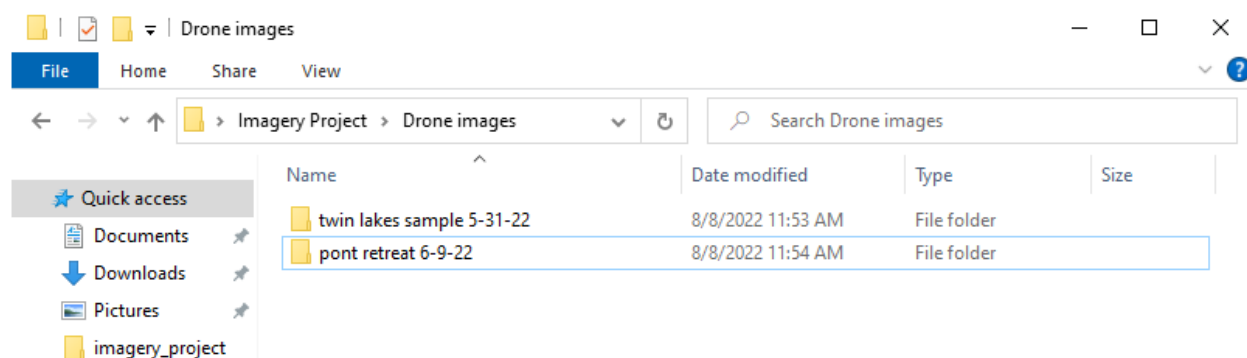 Drone images
File Home Share View
?
Imagery Project > Drone images Search Drone images
Name Date modified Type Size
Quick access
twin lakes sample 5-31-22 8/8/2022 11:53 AM File folder
Documents
pont retreat 6-9-22 8/8/2022 11:54 AM File folder
Downloads
Pictures
imagery_project